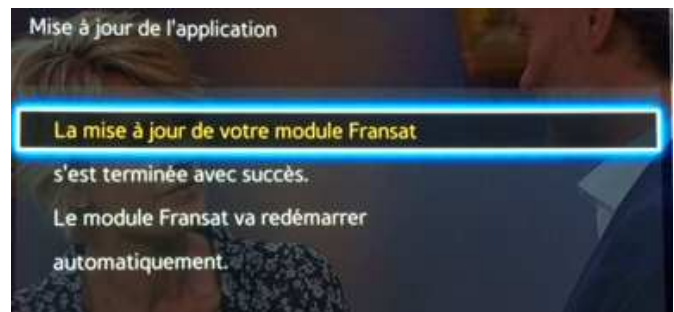 Mise à jour de l'application
La mise à jour de votre module Fransat
s'est terminée avec succès.
Le module Fransat va redémarrer
automatiquement.